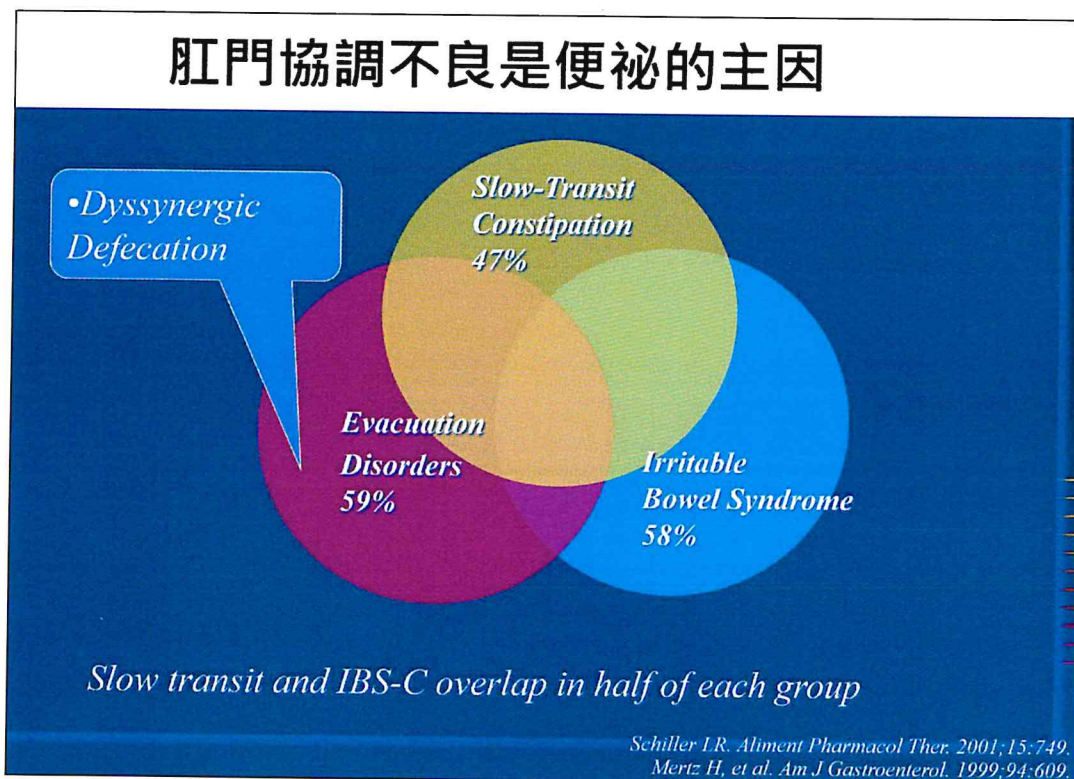 肛門協調不良是便祕的主因
•Dyssynergic
Defecation
Slow-Transit
Constipation
47%
Evacuation
Disorders
59%
Irritable
Bowel Syndrome
58%
Slow transit and IBS-C overlap in half of each group
Schiller LR. Aliment Pharmacol Ther. 2001;15:749.
Mertz H, et al. Am J Gastroenterol. 1999;94:609.